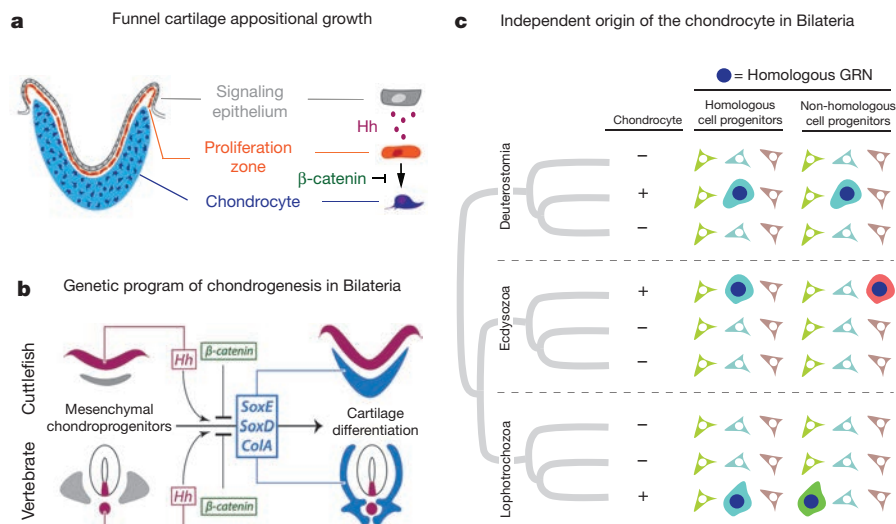 a Funnel cartilage appositional growth
Signaling
epithelium
Hh
Proliferation
zone
β-catenin
Chondrocyte
b Genetic program of chondrogenesis in Bilateria
Cuttlefish
Hh
β-catenin
Mesenchymal
chondroprogenitors
SoxE
SoxD
ColA
Cartilage
differentiation
Vertebrate
Hh
β-catenin
c Independent origin of the chondrocyte in Bilateria
= Homologous GRN
Chondrocyte
Homologous
cell progenitors
Non-homologous
cell progenitors
Deuterostomia
–
+
–
Ecdysozoa
+
–
–
Lophotrochozoa
–
–
+